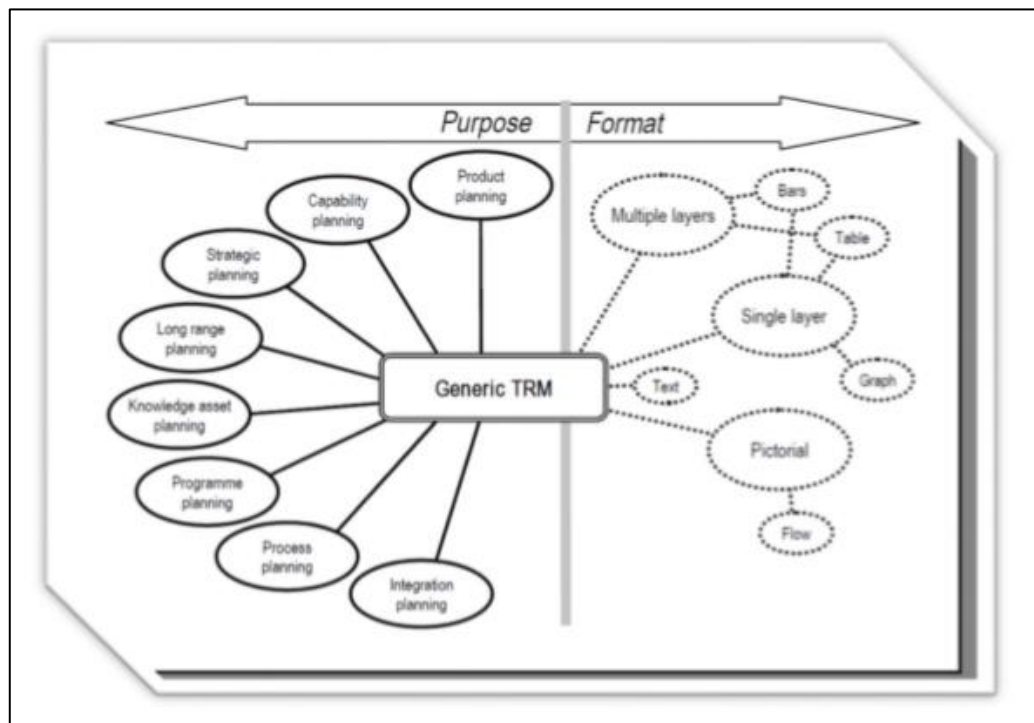 Purpose
Format
Product
planning
Capability
planning
Strategic
planning
Long range
planning
Knowledge asset
planning
Programme
planning
Process
planning
Integration
planning
Generic TRM
Multiple layers
Bars
Table
Single layer
Graph
Text
Pictorial
Flow